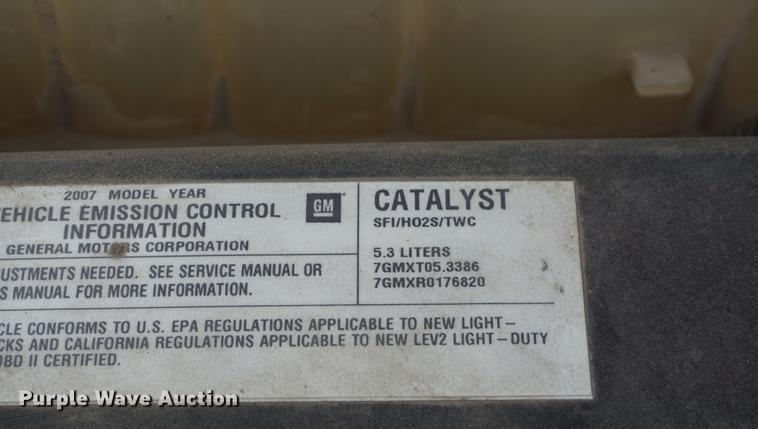 2007 MODEL YEAR
EHICLE EMISSION CONTROL
INFORMATION
GENERAL MOTORS CORPORATION
GM
CATALYST
SFI/HO2S/TWC
5.3 LITERS
7GMXT05.3386
7GMXR0176820
USTMENTS NEEDED. SEE SERVICE MANUAL OR
S MANUAL FOR MORE INFORMATION.
CLE CONFORMS TO U.S. EPA REGULATIONS APPLICABLE TO NEW LIGHT-
CKS AND CALIFORNIA REGULATIONS APPLICABLE TO NEW LEV2 LIGHT-DUTY
OBD II CERTIFIED.
Purple Wave Auction